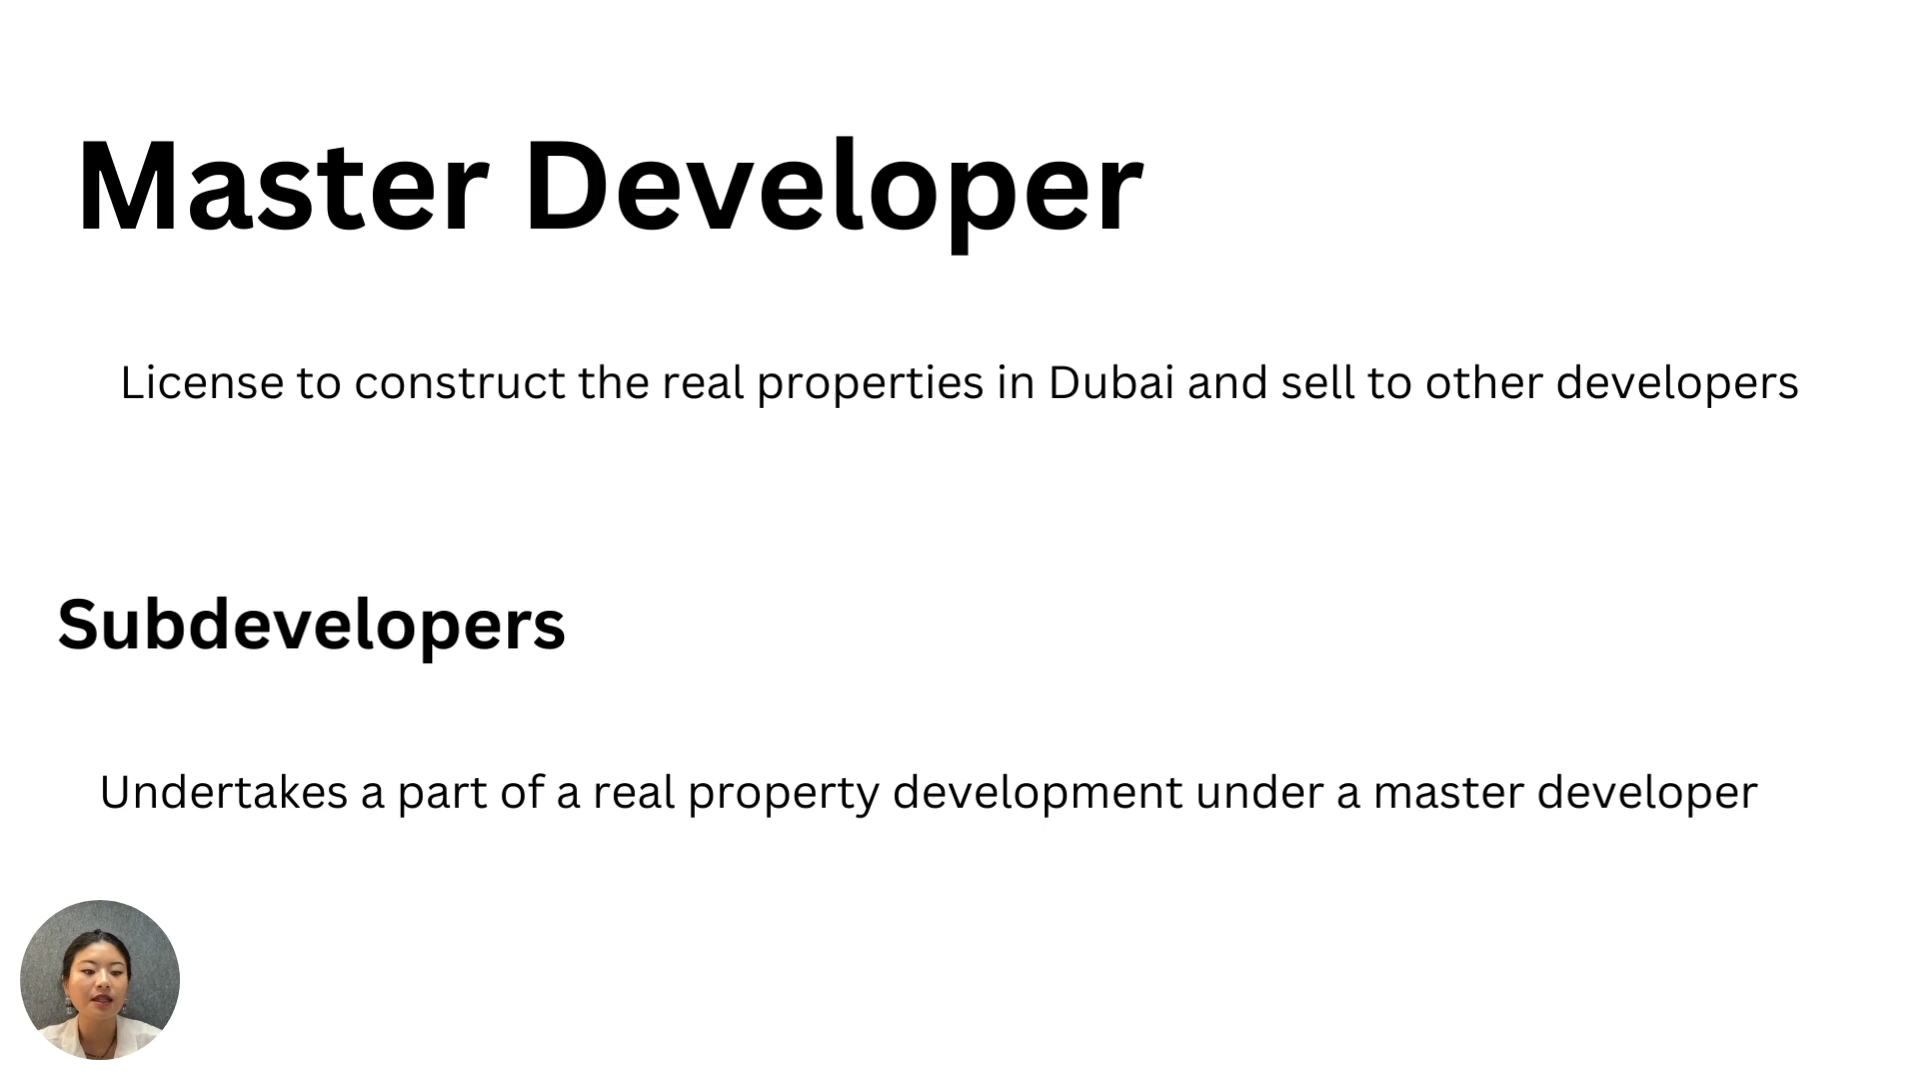 Master Developer
License to construct the real properties in Dubai and sell to other developers
Subdevelopers
Undertakes a part of a real property development under a master developer